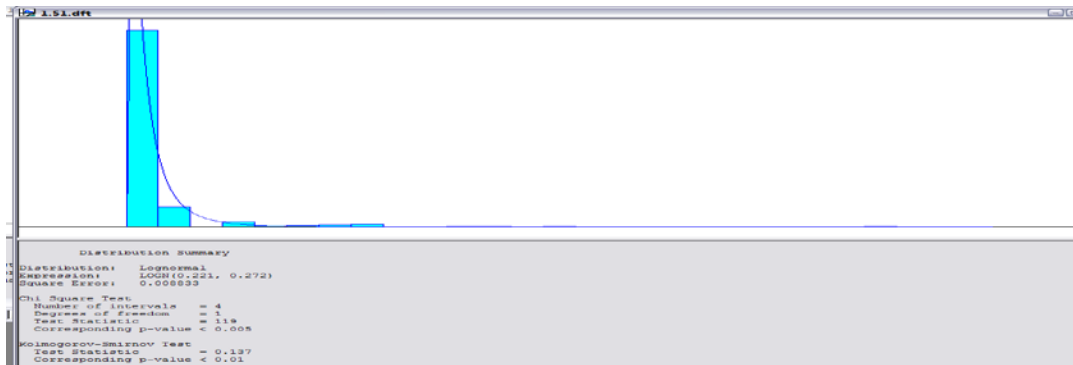 1.51.dft
Distribution Summary
Distribution: Lognormal
Expression: LOGN(0.221, 0.272)
Square Error: 0.008833
Chi Square Test
Number of intervals = 4
Degrees of freedom = 1
Test Statistic = 119
Corresponding p-value < 0.005
Kolmogorov-Smirnov Test
Test Statistic = 0.137
Corresponding p-value < 0.01